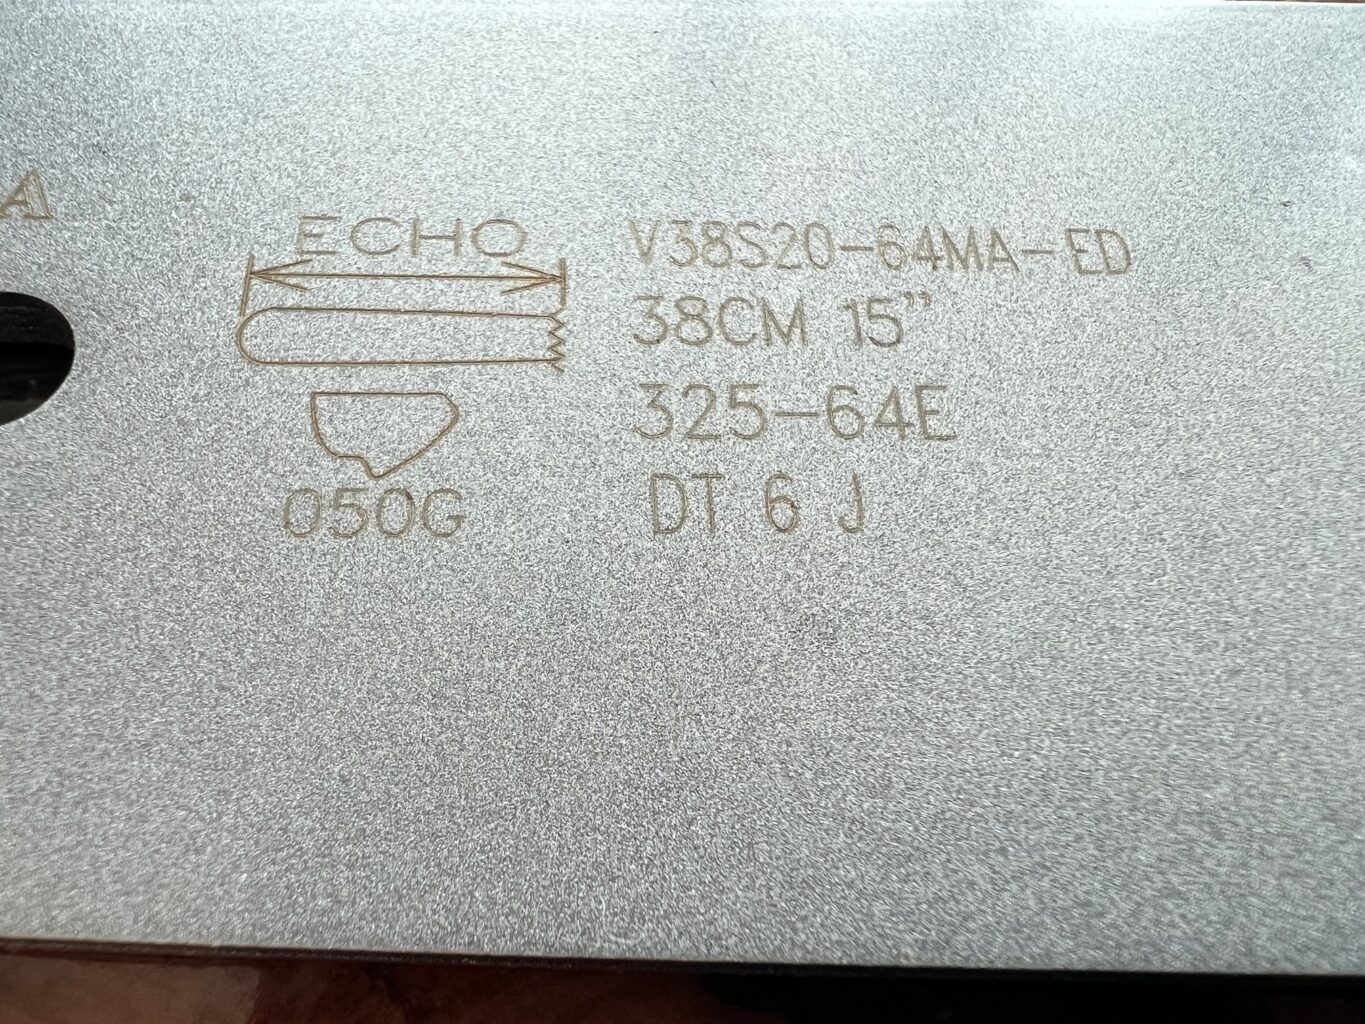 A
ECHO
050G
V38S20-64MA-ED
38CM 15"
325-64E
DT 6 J